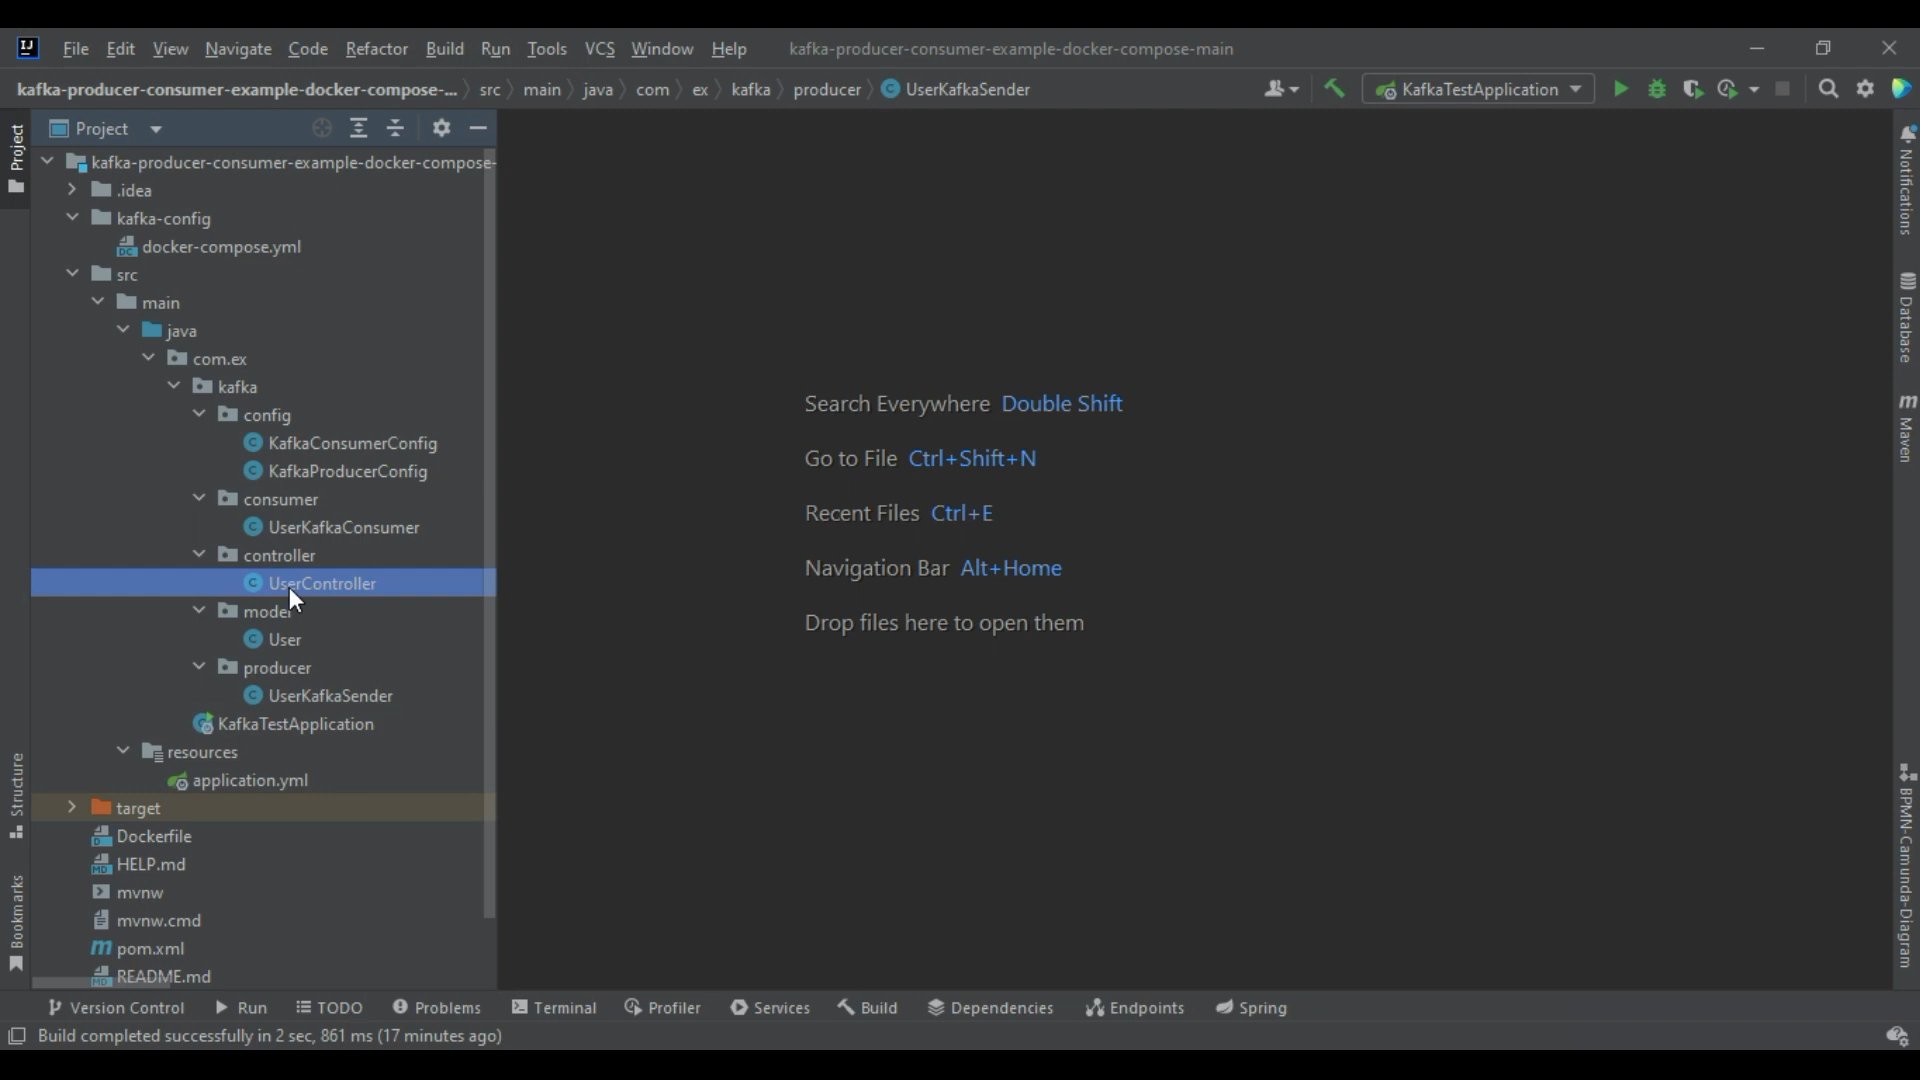 File Edit View Navigate Code Refactor Build Run Tools VCS Window Help kafka-producer-consumer-example-docker-compose-main
kafka-producer-consumer-example-docker-compose-... src main java com ex kafka producer UserKafkaSender KafkaTestApplication
Project
Project
kafka-producer-consumer-example-docker-compose-
.idea
kafka-config
docker-compose.yml
src
main
java
com.ex
kafka
config
KafkaConsumerConfig
KafkaProducerConfig
consumer
UserKafkaConsumer
controller
UserController
model
User
producer
UserKafkaSender
KafkaTestApplication
resources
application.yml
target
Dockerfile
HELP.md
mvnw
mvnw.cmd
pom.xml
README.md
Structure
Bookmarks
Search Everywhere Double Shift
Go to File Ctrl+Shift+N
Recent Files Ctrl+E
Navigation Bar Alt+Home
Drop files here to open them
Notifications
Database
Maven
BPMN-Camunda-Diagram
Version Control Run TODO Problems Terminal Profiler Services Build Dependencies Endpoints Spring
Build completed successfully in 2 sec, 861 ms (17 minutes ago)